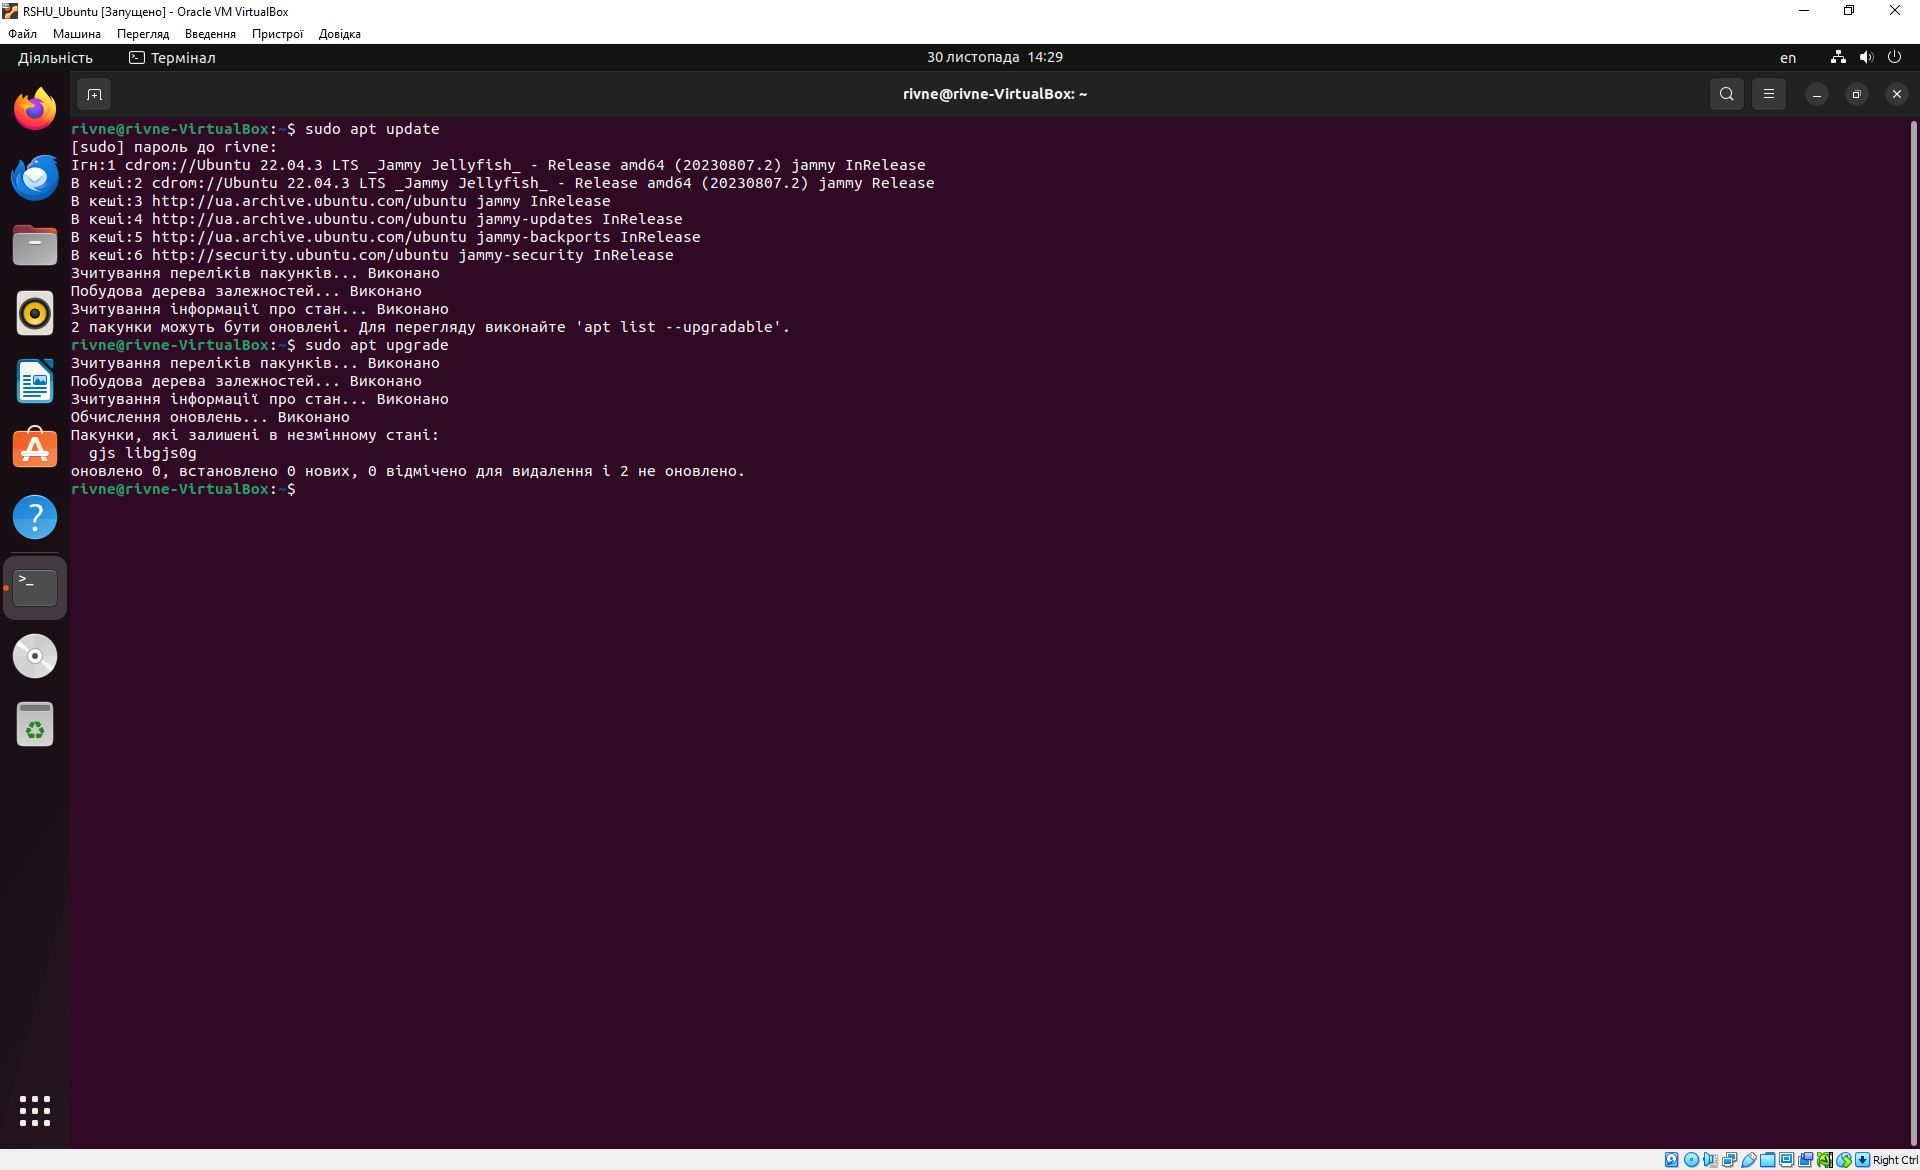 RSHU_Ubuntu [Запущено] - Oracle VM VirtualBox
Файл Машина Перегляд Введення Пристрої Довідка
Діяльність Термінал 30 листопада 14:29 en
rivne@rivne-VirtualBox: ~
rivne@rivne-VirtualBox:~$ sudo apt update
[sudo] пароль до rivne:
Ігн:1 cdrom://Ubuntu 22.04.3 LTS _Jammy Jellyfish_ - Release amd64 (20230807.2) jammy InRelease
В кеші:2 cdrom://Ubuntu 22.04.3 LTS _Jammy Jellyfish_ - Release amd64 (20230807.2) jammy Release
В кеші:3 http://ua.archive.ubuntu.com/ubuntu jammy InRelease
В кеші:4 http://ua.archive.ubuntu.com/ubuntu jammy-updates InRelease
В кеші:5 http://ua.archive.ubuntu.com/ubuntu jammy-backports InRelease
В кеші:6 http://security.ubuntu.com/ubuntu jammy-security InRelease
Зчитування переліків пакунків... Виконано
Побудова дерева залежностей... Виконано
Зчитування інформації про стан... Виконано
2 пакунки можуть бути оновлені. Для перегляду виконайте 'apt list --upgradable'.
rivne@rivne-VirtualBox:~$ sudo apt upgrade
Зчитування переліків пакунків... Виконано
Побудова дерева залежностей... Виконано
Зчитування інформації про стан... Виконано
Обчислення оновлень... Виконано
Пакунки, які залишені в незмінному стані:
  gjs libgjs0g
оновлено 0, встановлено 0 нових, 0 відмічено для видалення і 2 не оновлено.
rivne@rivne-VirtualBox:~$
Right Ctrl